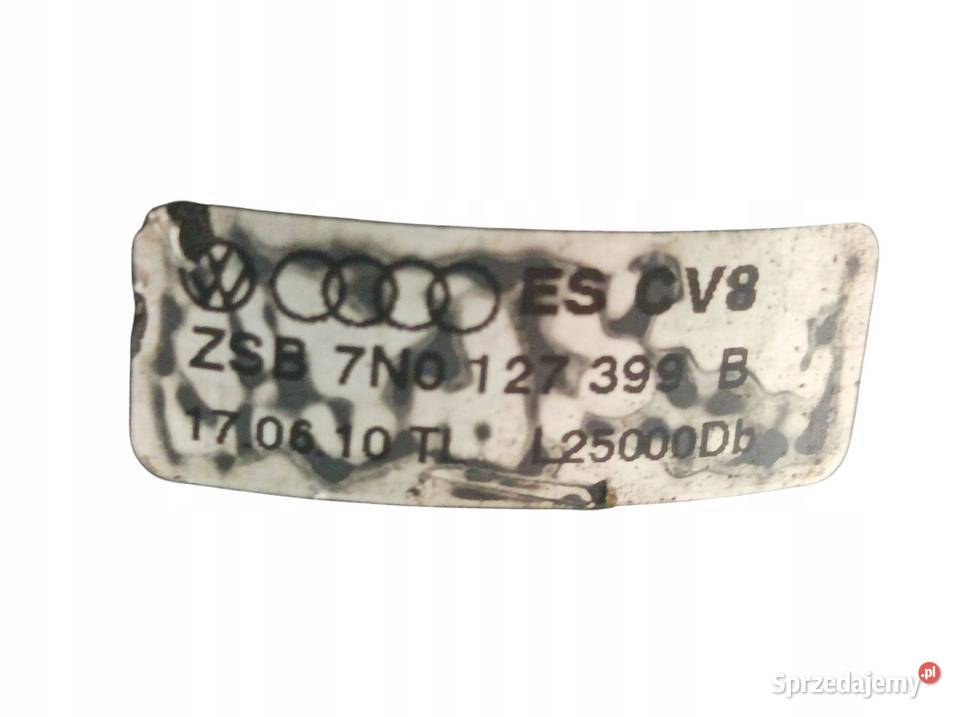 ES CV8
ZSB 7N0 127 399 B
17.06.10 TL L25000Db
Sprzedajemy.pl